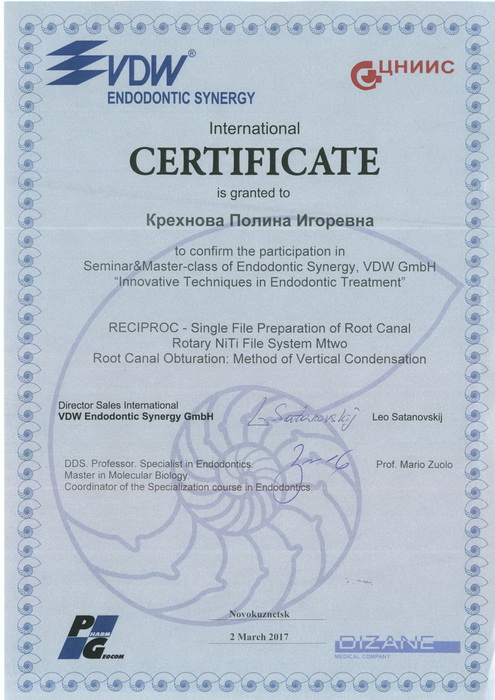 VDW®
ENDODONTIC SYNERGY
ЦНИИС
International
CERTIFICATE
is granted to
Крехнова Полина Игоревна
to confirm the participation in
Seminar&Master-class of Endodontic Synergy, VDW GmbH
“Innovative Techniques in Endodontic Treatment”
RECIPROC - Single File Preparation of Root Canal
Rotary NiTi File System Mtwo
Root Canal Obturation: Method of Vertical Condensation
Director Sales International
VDW Endodontic Synergy GmbH
L. Satanovskij
Leo Satanovskij
DDS. Professor. Specialist in Endodontics.
Master in Molecular Biology.
Coordinator of the Specialization course in Endodontics.
Prof. Mario Zuolo
Novokuznetsk
2 March 2017
PHARM
GEOCOM
DIZANE
MEDICAL COMPANY